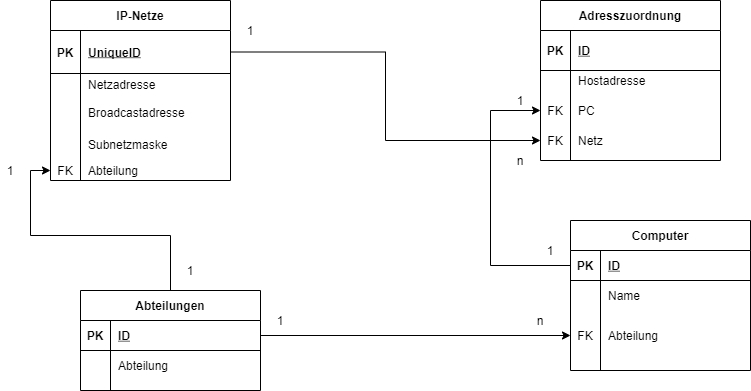 IP-Netze
PK UniqueID
Netzadresse
Broadcastadresse
Subnetzmaske
FK Abteilung
1
1
Adresszuordnung
PK ID
Hostadresse
1
FK PC
FK Netz
n
Computer
1
PK ID
Name
FK Abteilung
n
1
Abteilungen
PK ID
Abteilung
1